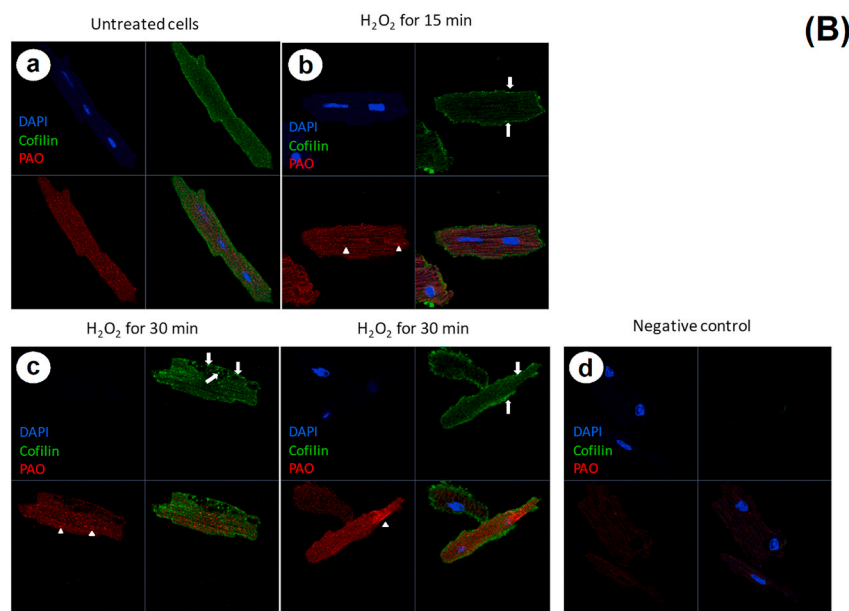 Untreated cells
H₂O₂ for 15 min
(B)
a
DAPI
Cofilin
PAO
b
DAPI
Cofilin
PAO
H₂O₂ for 30 min
H₂O₂ for 30 min
Negative control
c
DAPI
Cofilin
PAO
DAPI
Cofilin
PAO
d
DAPI
Cofilin
PAO